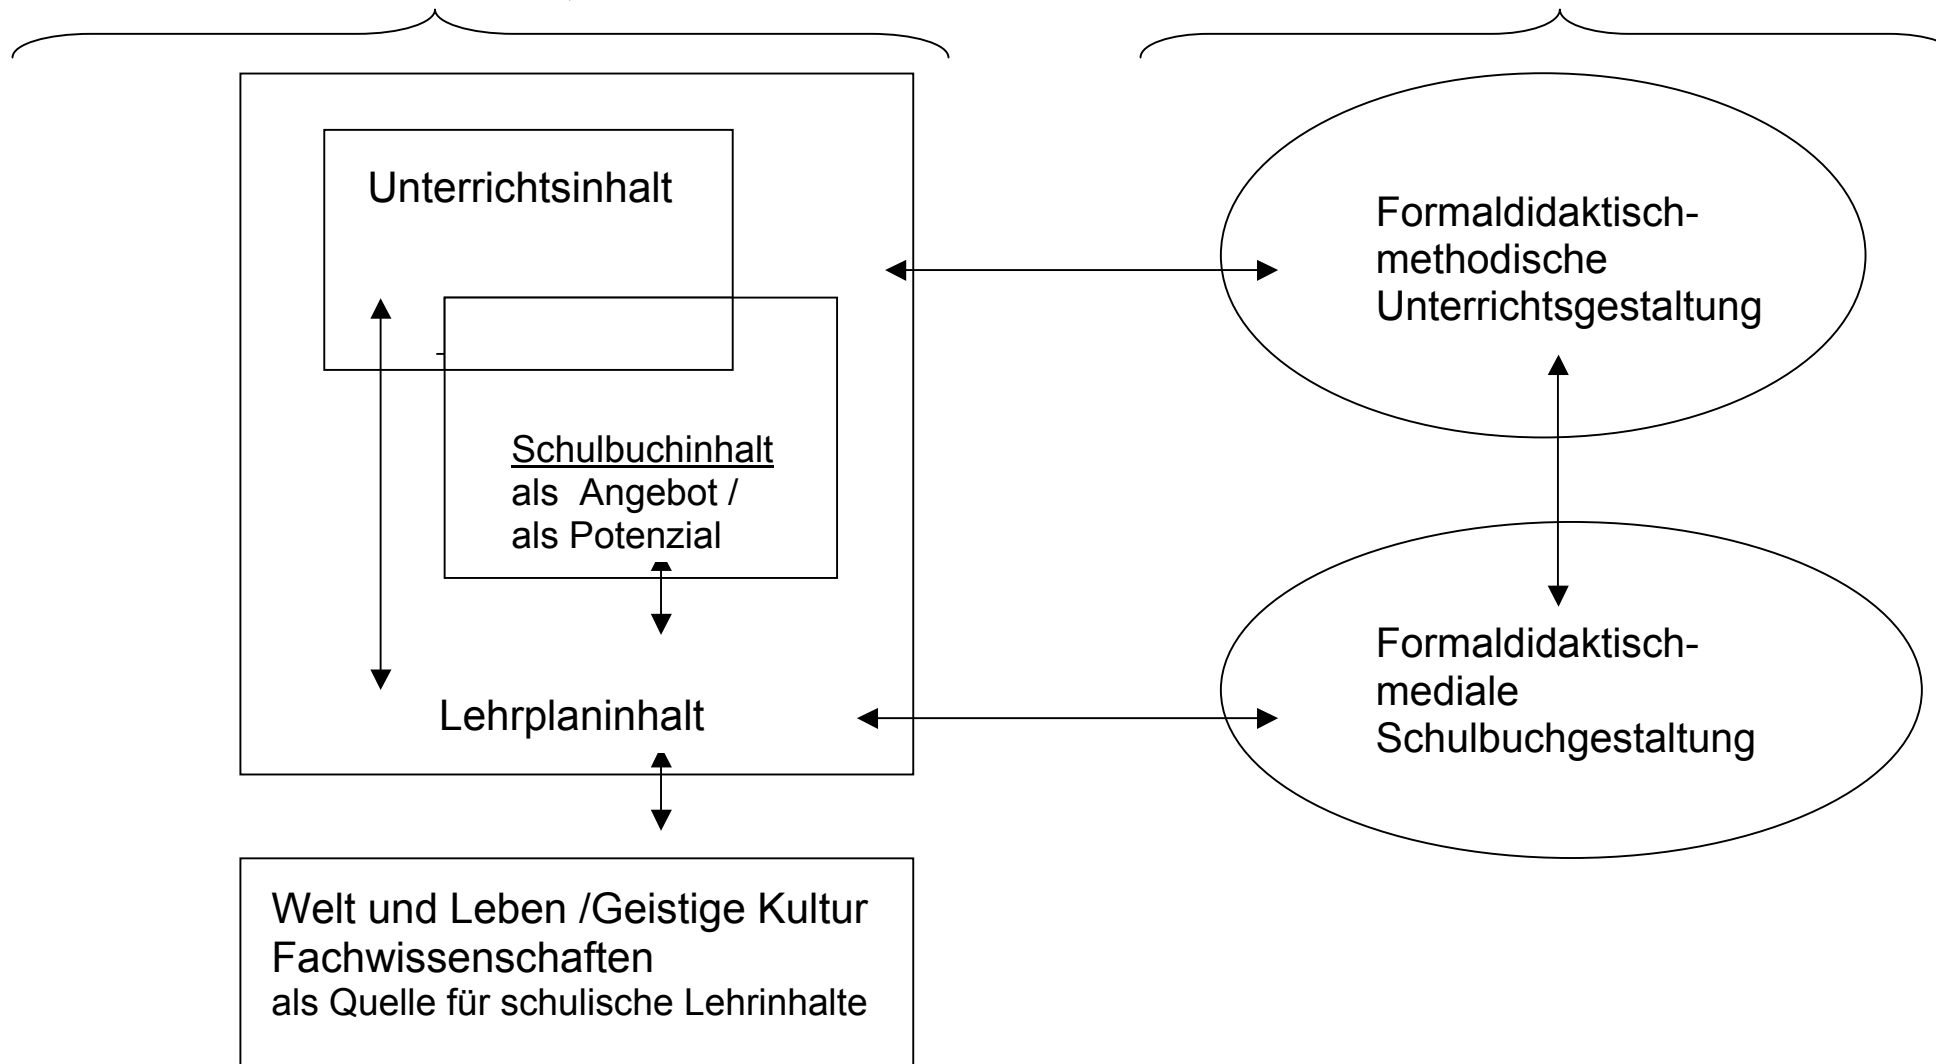 Unterrichtsinhalt
Schulbuchinhalt
als Angebot /
als Potenzial
Lehrplaninhalt
Welt und Leben /Geistige Kultur
Fachwissenschaften
als Quelle für schulische Lehrinhalte
Formaldidaktisch-
methodische
Unterrichtsgestaltung
Formaldidaktisch-
mediale
Schulbuchgestaltung